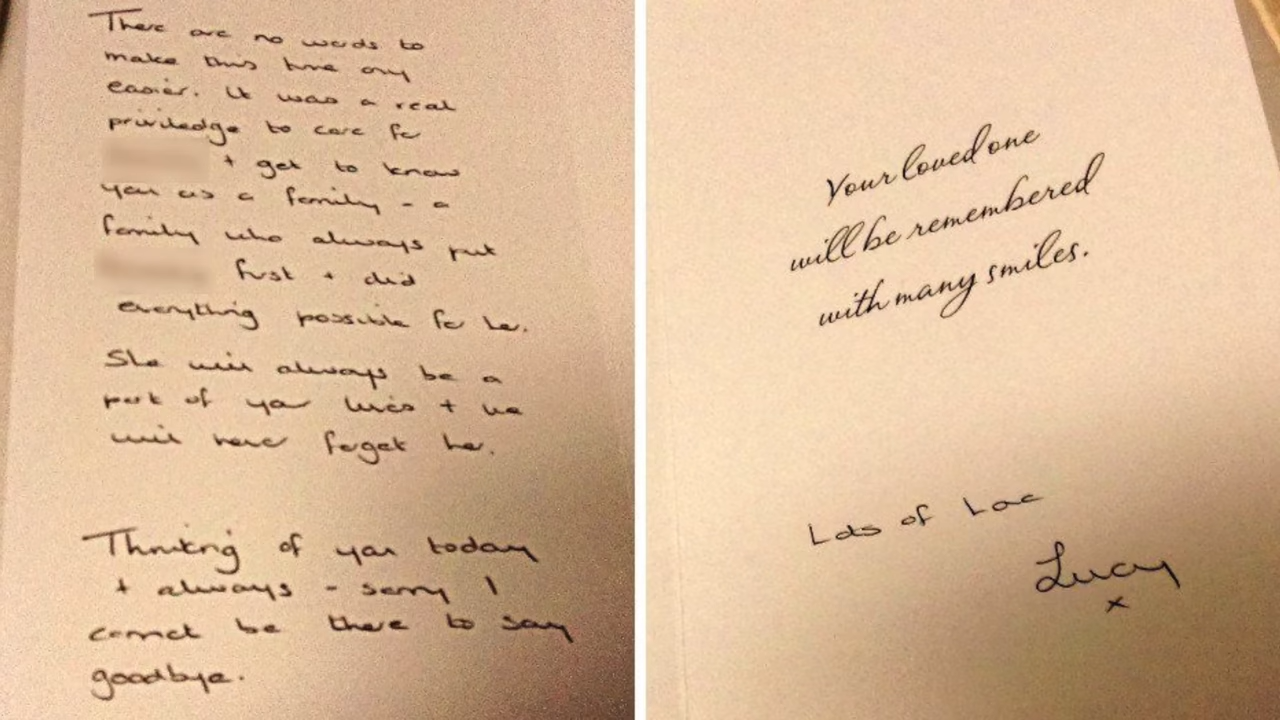 There are no words to
make this time any
easier. It was a real
priviledge to care for
+ get to know
you as a family - a
family who always put
first + did
everything possible for her.
She will always be a
part of your lives + we
will never forget her.
Thinking of you today
+ always - sorry I
cannot be there to say
goodbye.
Your loved one
will be remembered
with many smiles.
Lots of Love
Lucy
x